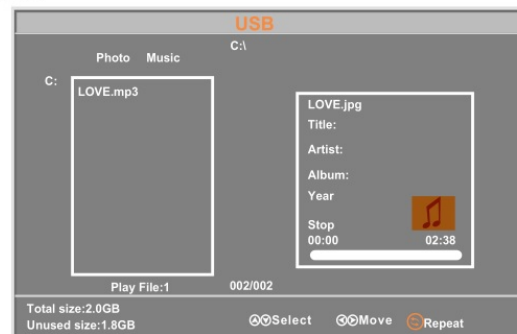 USB
C:\
Photo Music
C:
LOVE.mp3
LOVE.jpg
Title:
Artist:
Album:
Year
Stop
00:00 02:38
Play File:1 002/002
Total size:2.0GB
Unused size:1.8GB
Select Move Repeat